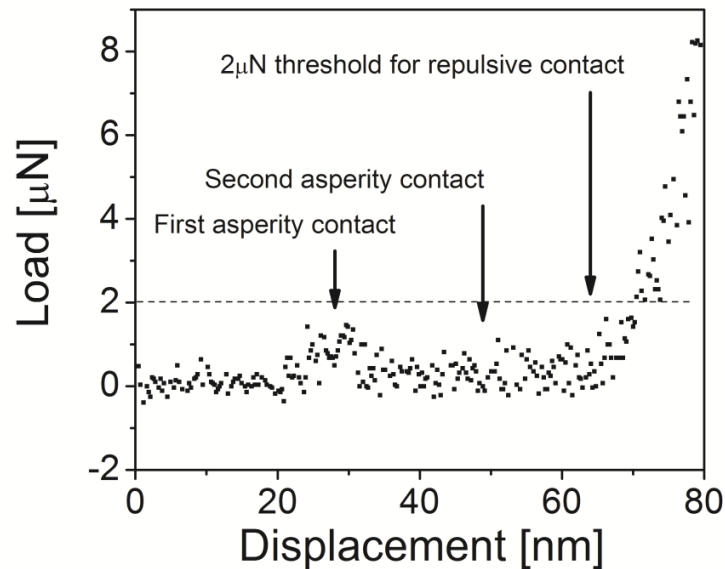 8
6
4
2
0
-2
Load [μN]
2μN threshold for repulsive contact
Second asperity contact
First asperity contact
0 20 40 60 80
Displacement [nm]